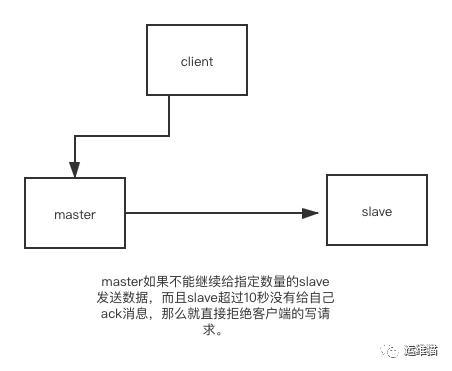 client
master
slave
master如果不能继续给指定数量的slave
发送数据，而且slave超过10秒没有给自己
ack消息，那么就直接拒绝客户端的写请
求。
运维猫